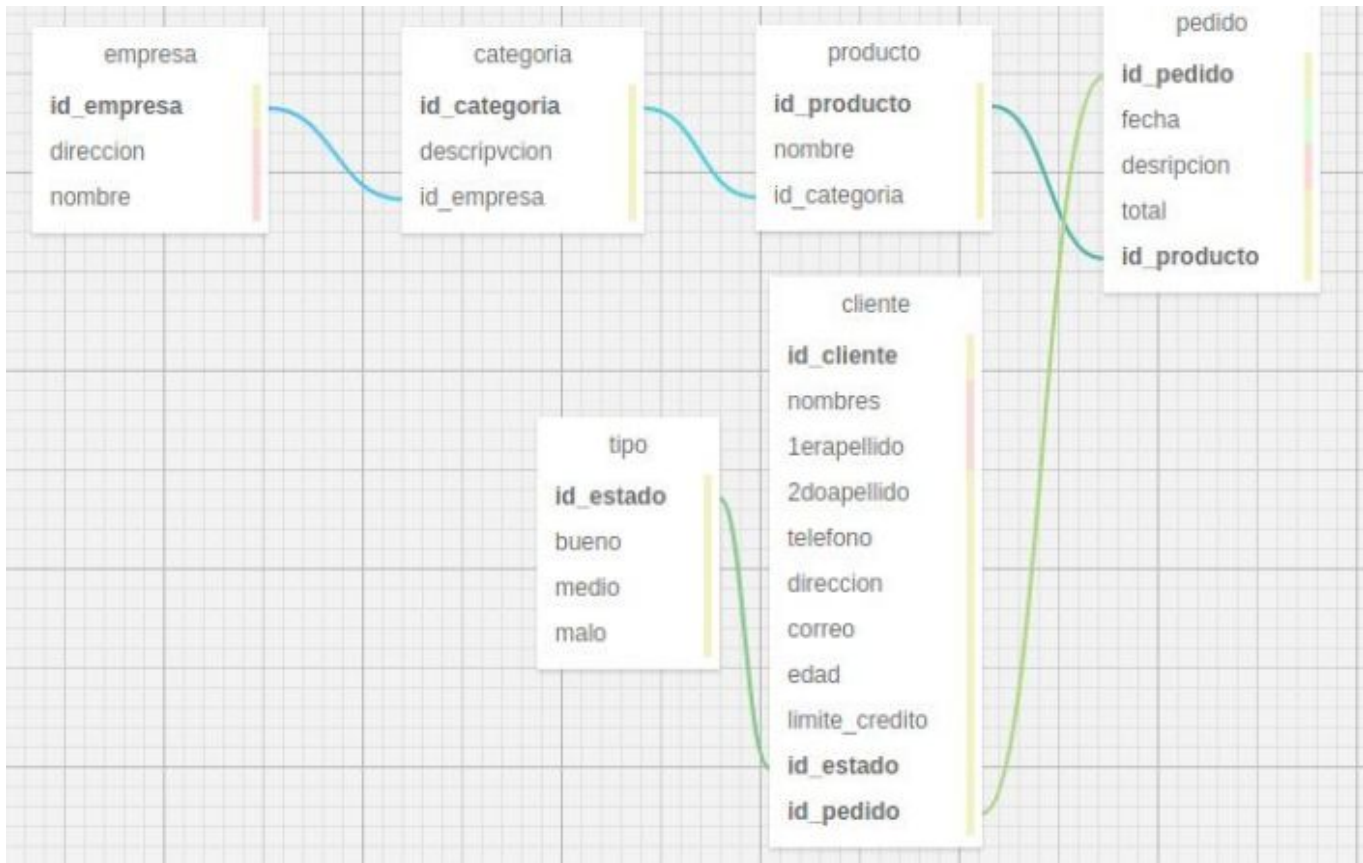 empresa
id_empresa
direccion
nombre
categoria
id_categoria
descripvcion
id_empresa
producto
id_producto
nombre
id_categoria
pedido
id_pedido
fecha
desripcion
total
id_producto
cliente
id_cliente
nombres
1erapellido
2doapellido
telefono
direccion
correo
edad
limite_credito
id_estado
id_pedido
tipo
id_estado
bueno
medio
malo